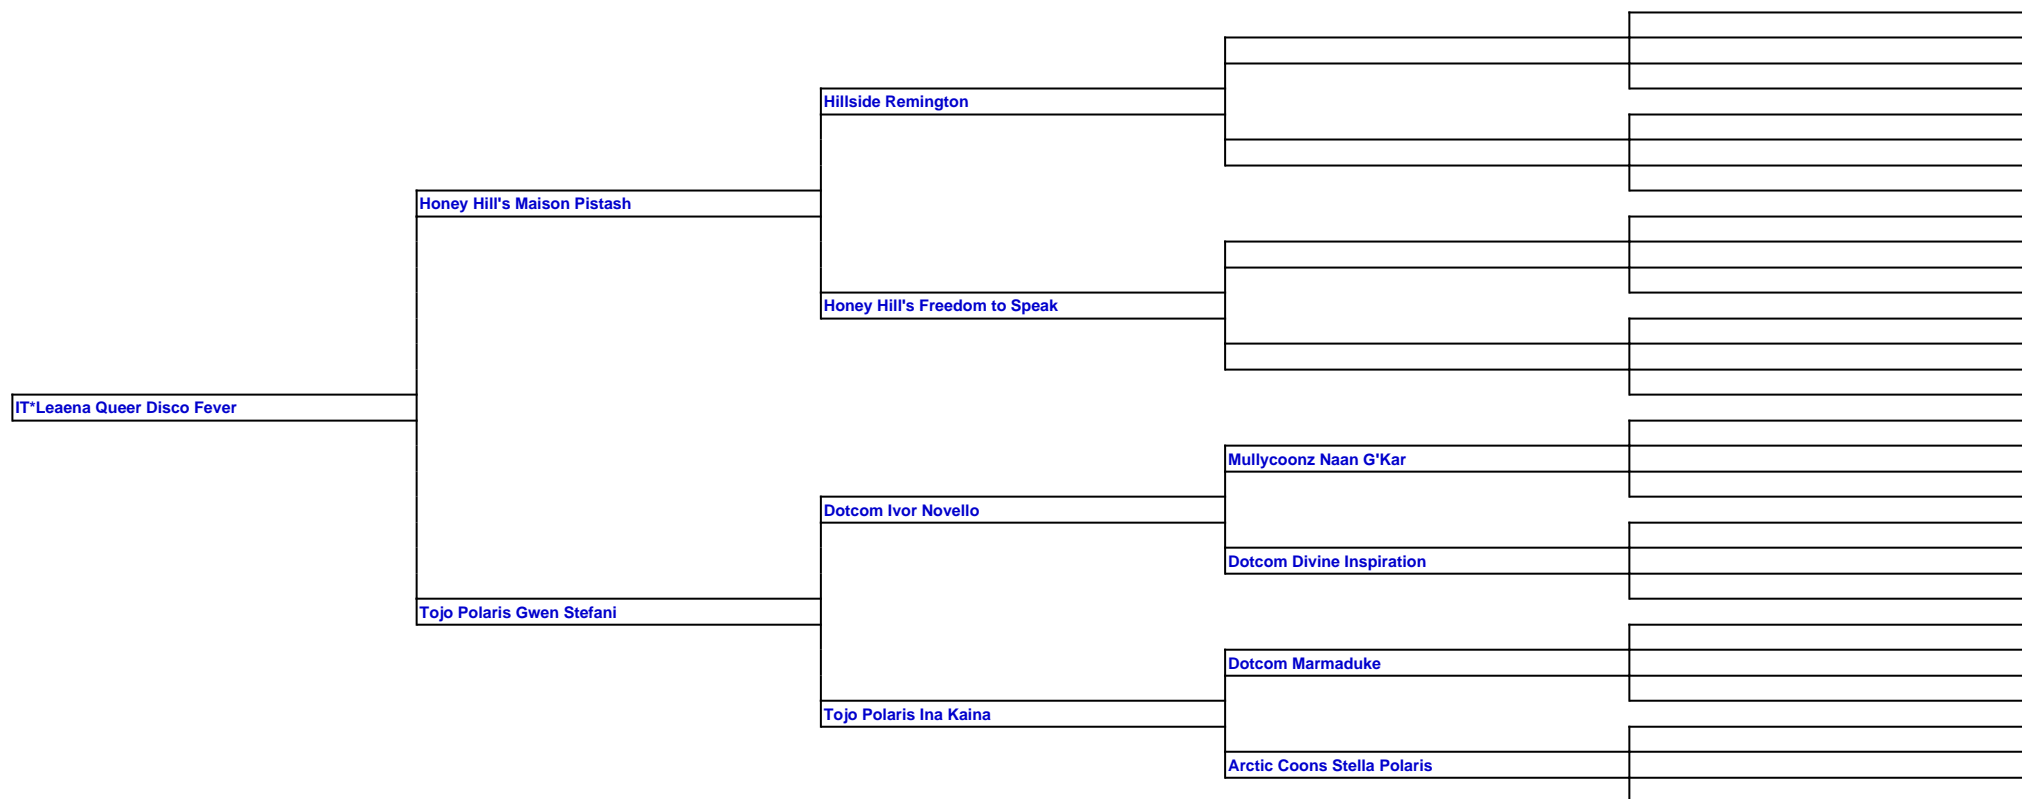 Hillside Remington
Honey Hill's Maison Pistash
Honey Hill's Freedom to Speak
IT*Leaena Queer Disco Fever
Mullycoonz Naan G'Kar
Dotcom Ivor Novello
Dotcom Divine Inspiration
Tojo Polaris Gwen Stefani
Dotcom Marmaduke
Tojo Polaris Ina Kaina
Arctic Coons Stella Polaris